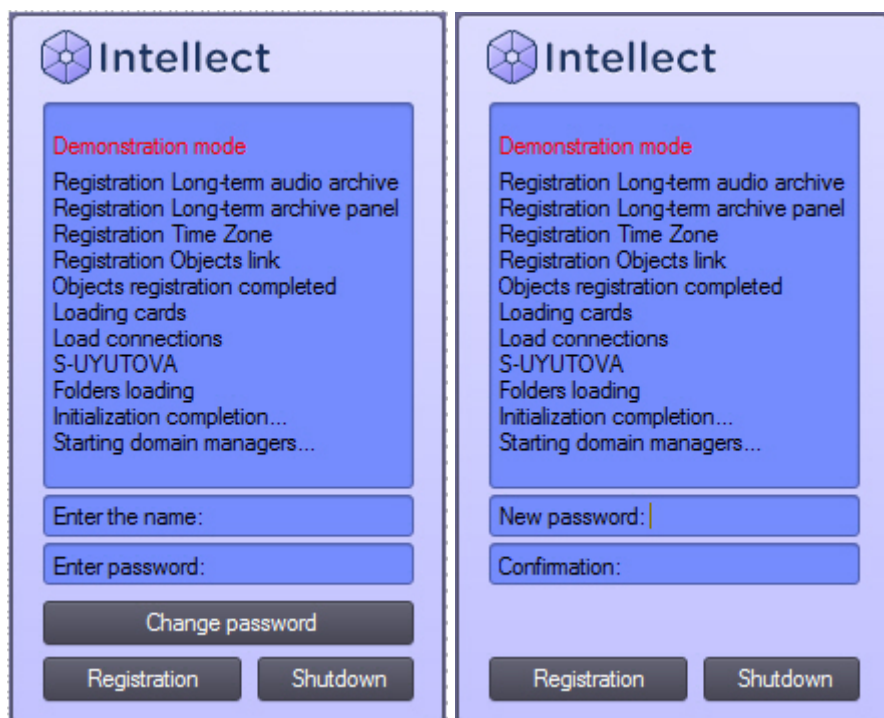 Intellect
Demonstration mode
Registration Long-term audio archive
Registration Long-term archive panel
Registration Time Zone
Registration Objects link
Objects registration completed
Loading cards
Load connections
S-UYUTOVA
Folders loading
Initialization completion...
Starting domain managers...
Enter the name:
Enter password:
Change password
Registration
Shutdown
Intellect
Demonstration mode
Registration Long-term audio archive
Registration Long-term archive panel
Registration Time Zone
Registration Objects link
Objects registration completed
Loading cards
Load connections
S-UYUTOVA
Folders loading
Initialization completion...
Starting domain managers...
New password:
Confirmation:
Registration
Shutdown